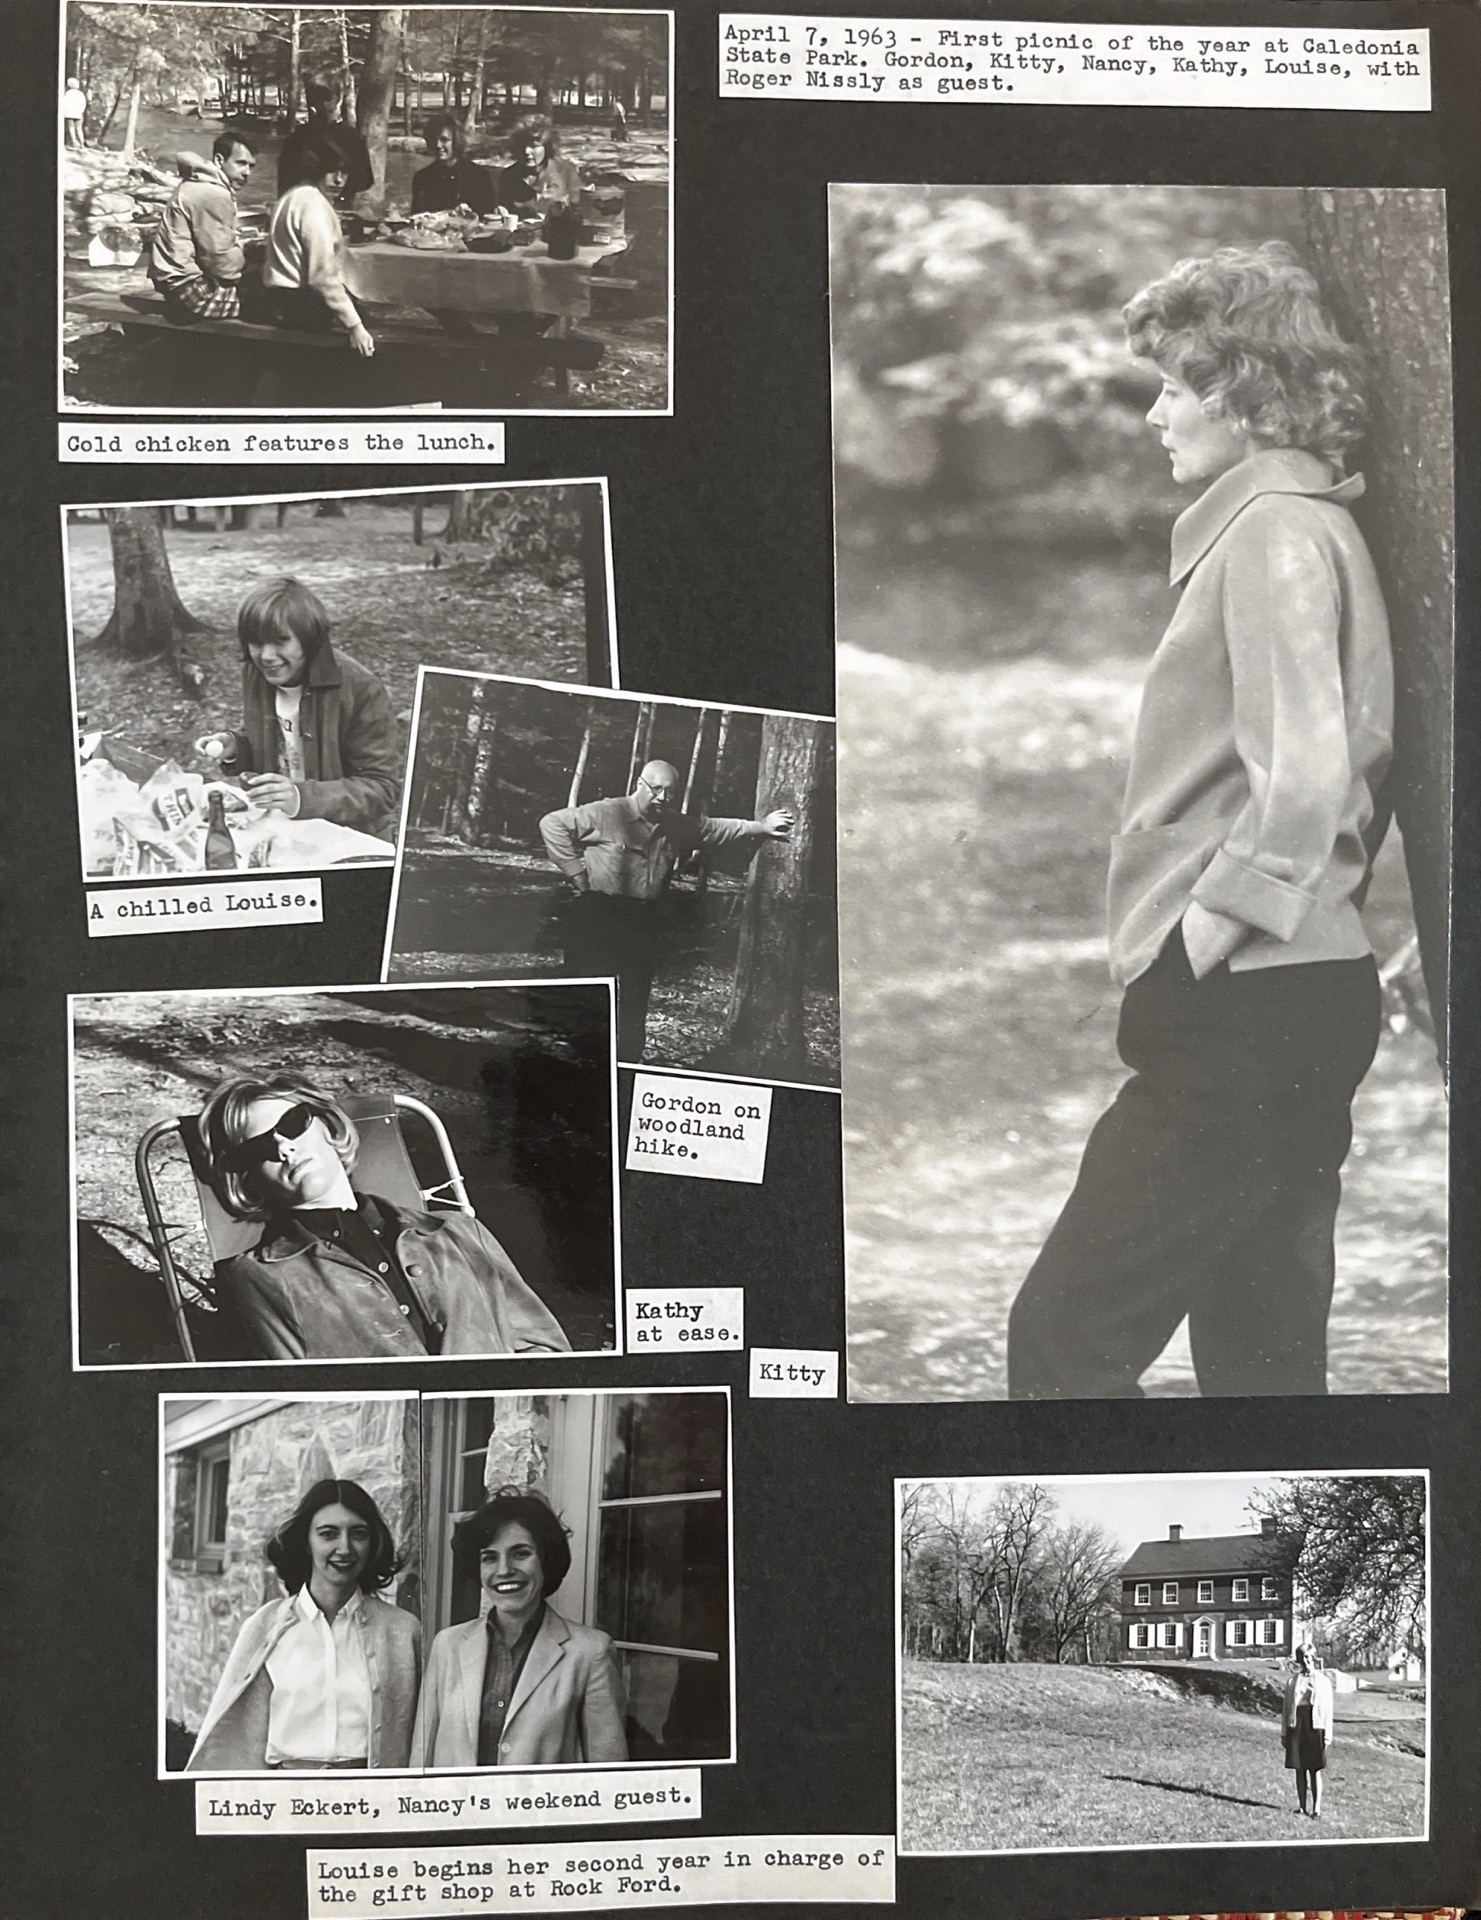 April 7, 1963 - First picnic of the year at Caledonia
State Park. Gordon, Kitty, Nancy, Kathy, Louise, with
Roger Nissly as guest.
Cold chicken features the lunch.
THIN
A chilled Louise.
Gordon on
woodland
hike.
Kathy
at ease.
Kitty
Lindy Eckert, Nancy's weekend guest.
Louise begins her second year in charge of
the gift shop at Rock Ford.